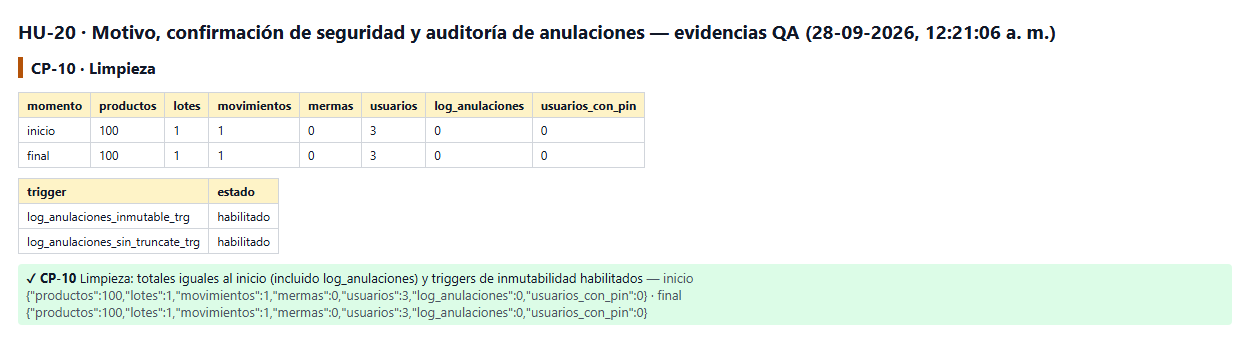 HU-20 · Motivo, confirmación de seguridad y auditoría de anulaciones — evidencias QA (28-09-2026, 12:21:06 a. m.)
CP-10 · Limpieza
momento productos lotes movimientos mermas usuarios log_anulaciones usuarios_con_pin
inicio 100 1 1 0 3 0 0
final 100 1 1 0 3 0 0
trigger estado
log_anulaciones_inmutable_trg habilitado
log_anulaciones_sin_truncate_trg habilitado
✓ CP-10 Limpieza: totales iguales al inicio (incluido log_anulaciones) y triggers de inmutabilidad habilitados — inicio
{"productos":100,"lotes":1,"movimientos":1,"mermas":0,"usuarios":3,"log_anulaciones":0,"usuarios_con_pin":0} · final
{"productos":100,"lotes":1,"movimientos":1,"mermas":0,"usuarios":3,"log_anulaciones":0,"usuarios_con_pin":0}